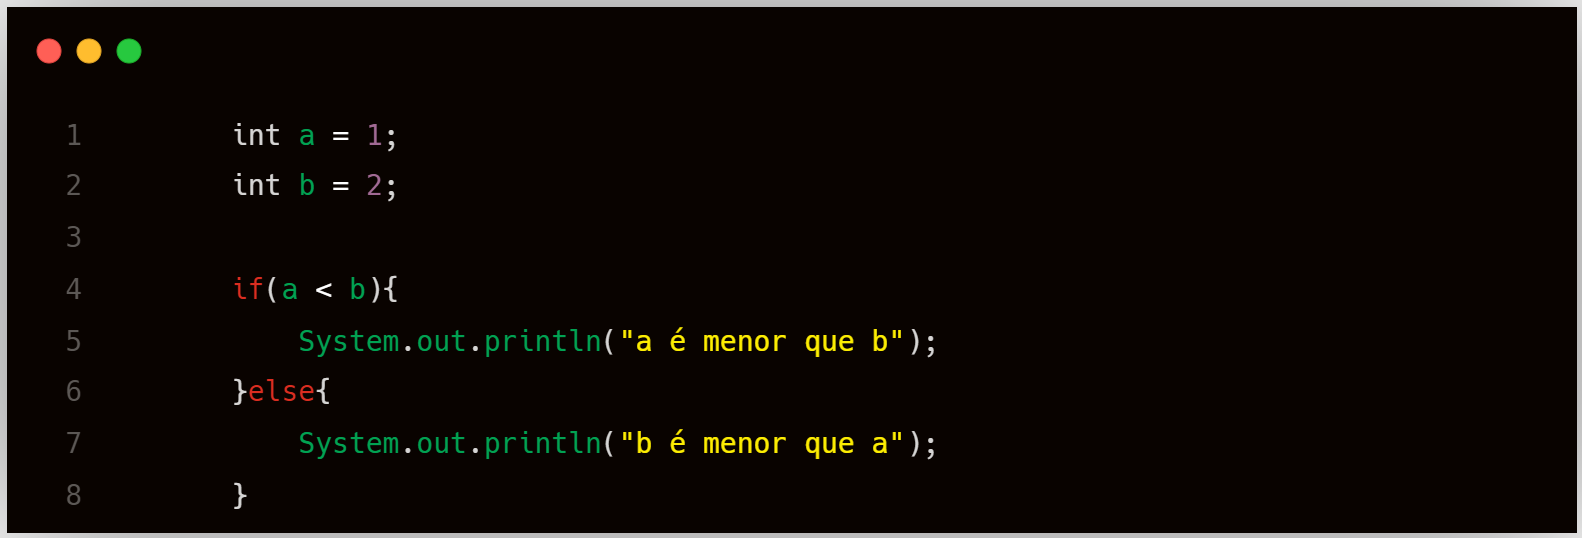 1 int a = 1;
2 int b = 2;
3
4 if(a < b){
5 System.out.println("a é menor que b");
6 }else{
7 System.out.println("b é menor que a");
8 }